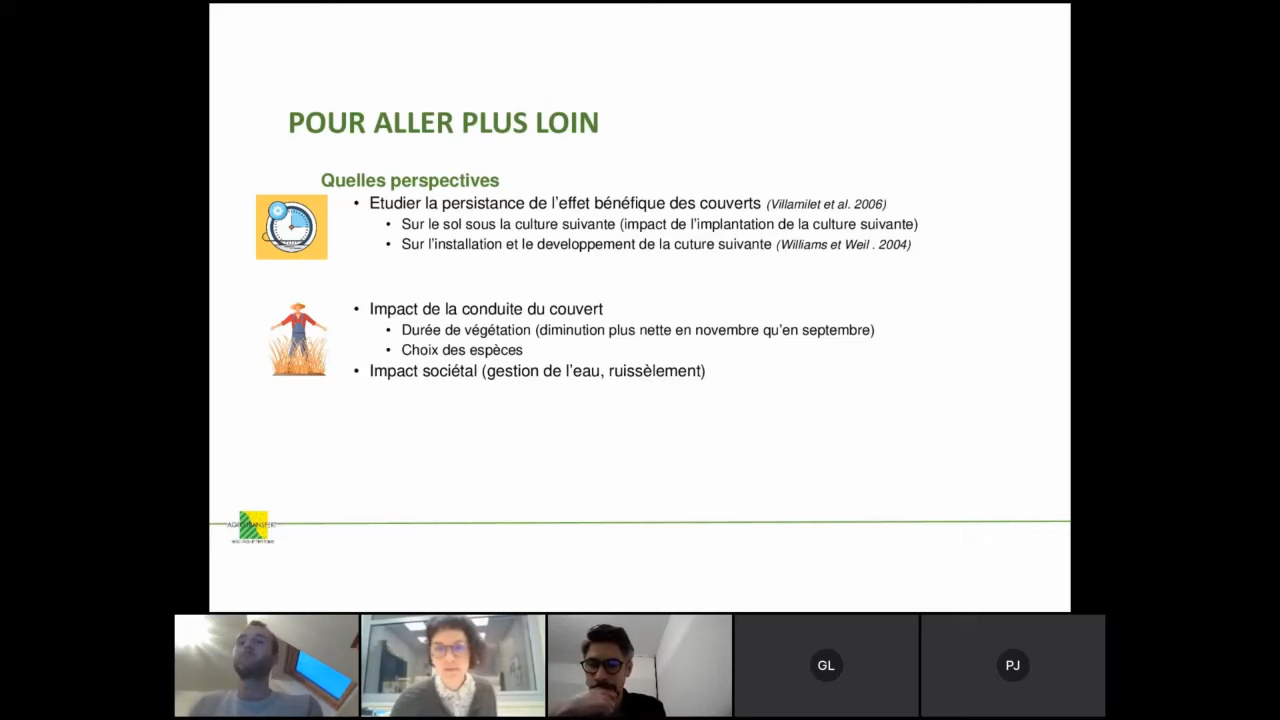 POUR ALLER PLUS LOIN
Quelles perspectives
• Etudier la persistance de l'effet bénéfique des couverts (Villamilet et al. 2006)
• Sur le sol sous la culture suivante (impact de l'implantation de la culture suivante)
• Sur l'installation et le developpement de la cuture suivante (Williams et Weil . 2004)
• Impact de la conduite du couvert
• Durée de végétation (diminution plus nette en novembre qu'en septembre)
• Choix des espèces
• Impact sociétal (gestion de l'eau, ruissèlement)
GL
PJ